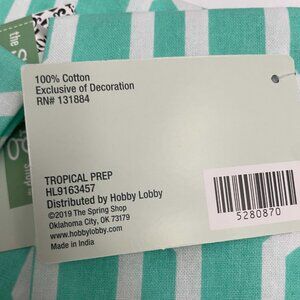 the
100% Cotton
Exclusive of Decoration
RN# 131884
TROPICAL PREP
HL9163457
©2019 The Spring Shop
Oklahoma City, OK 73179
Distributed by Hobby Lobby
www.hobbylobby.com
Made in India
5280870